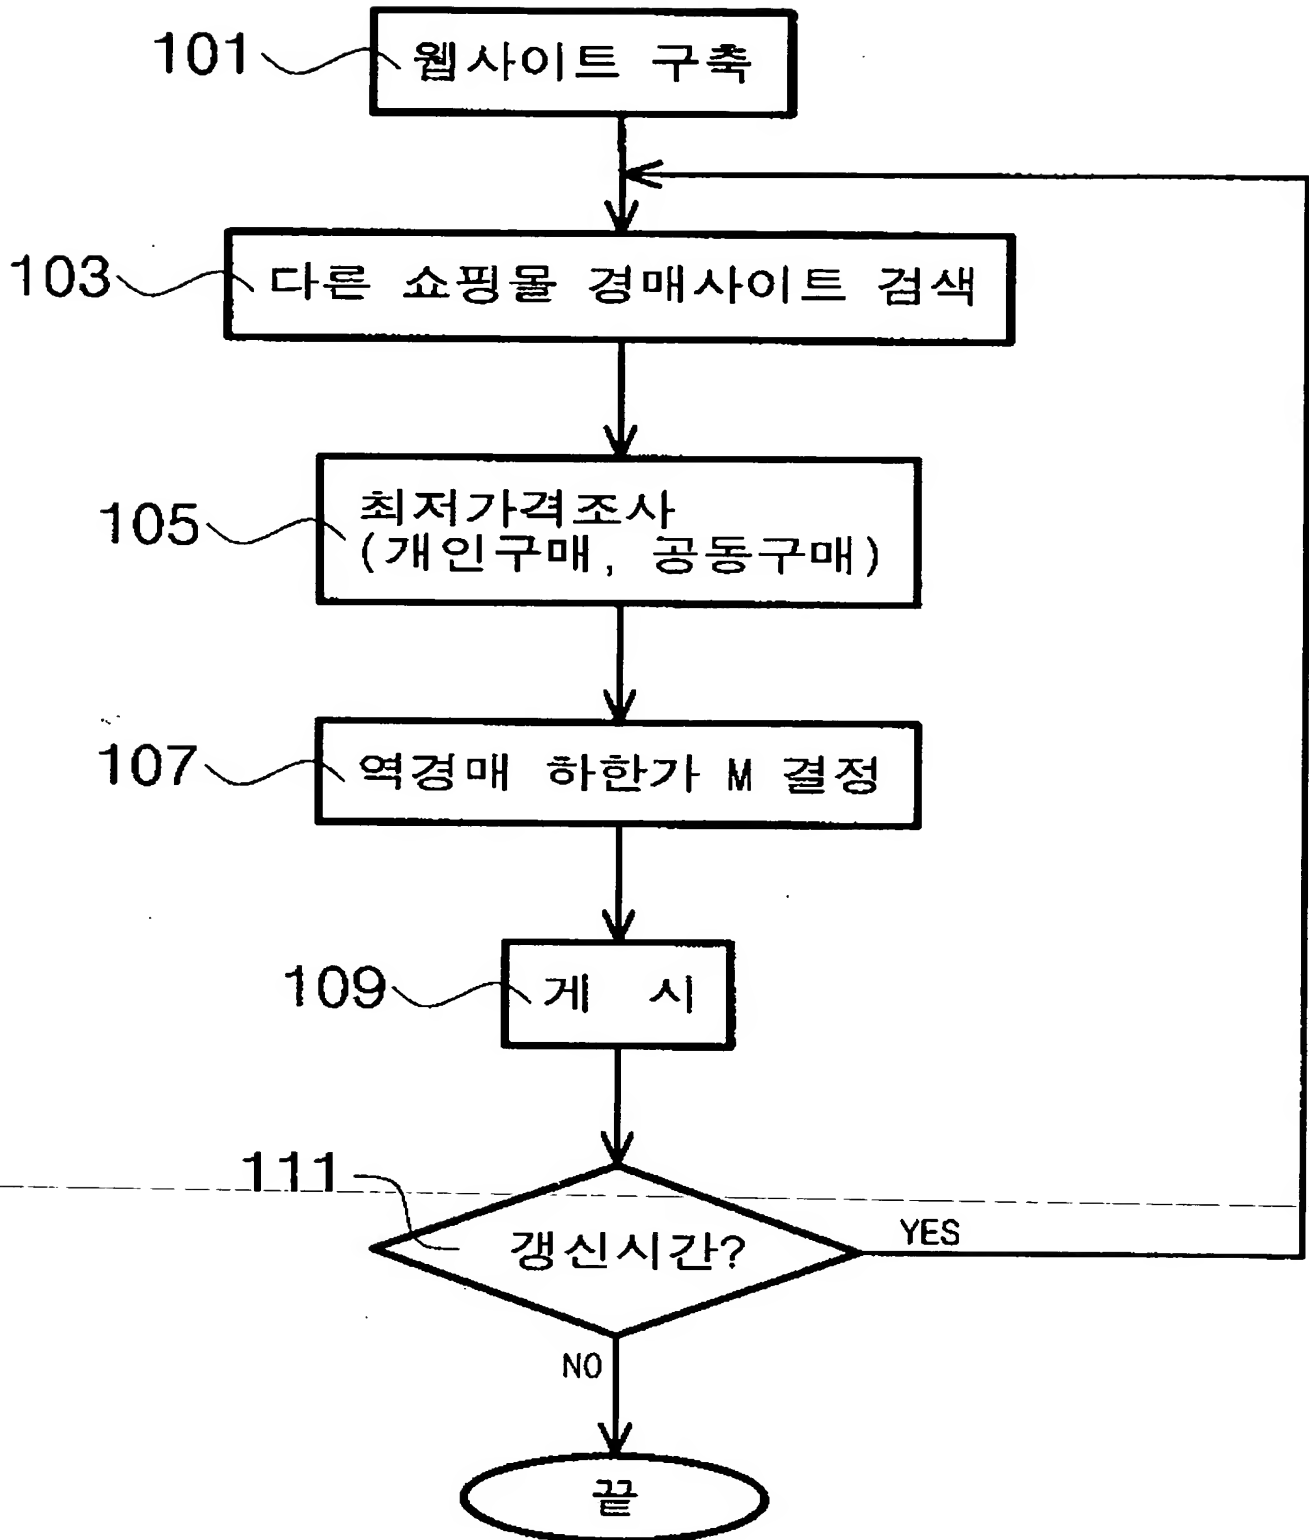 101 웹사이트 구축
103 다른 쇼핑몰 경매사이트 검색
최저가격조사
105 (개인구매, 공동구매)
107 역경매 하한가 M 결정
109 게 시
111
갱신시간? YES
NO
끝